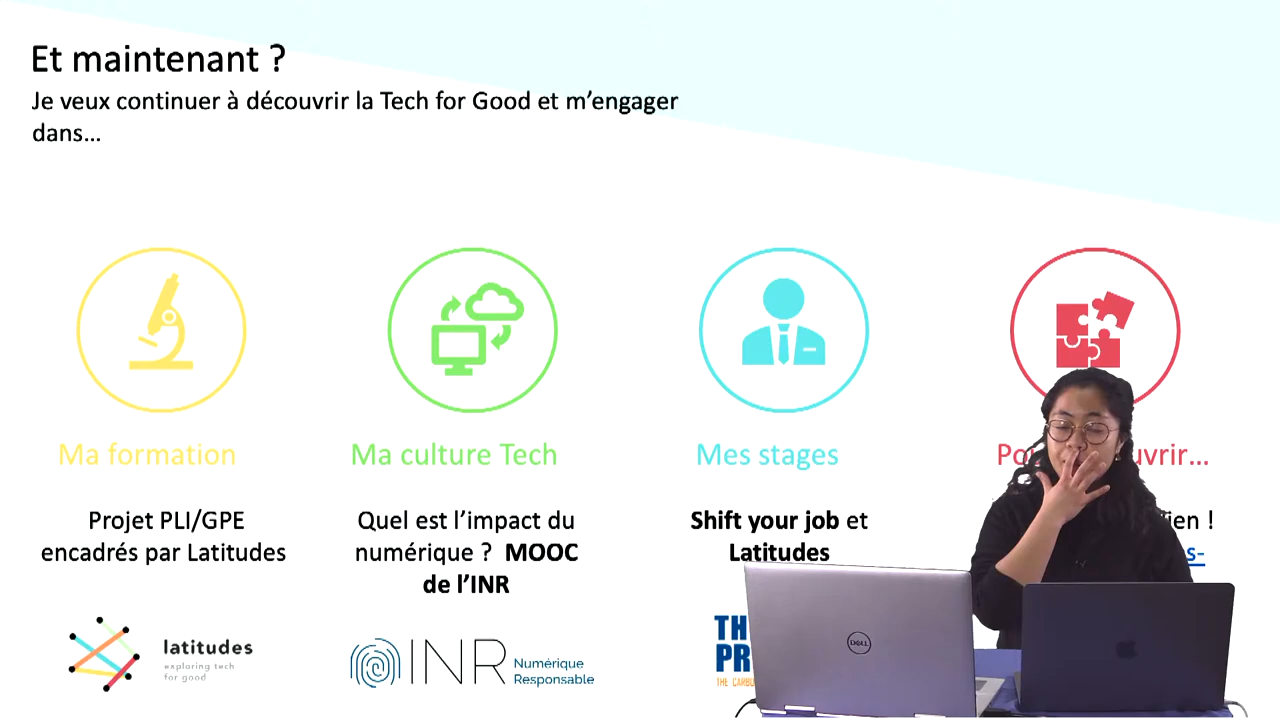 Et maintenant ?
Je veux continuer à découvrir la Tech for Good et m’engager
dans…
Ma formation
Projet PLI/GPE
encadrés par Latitudes
latitudes
exploring tech
for good
Ma culture Tech
Quel est l’impact du
numérique ? MOOC
de l’INR
INR
Numérique
Responsable
Mes stages
Shift your job et
Latitudes
DELL